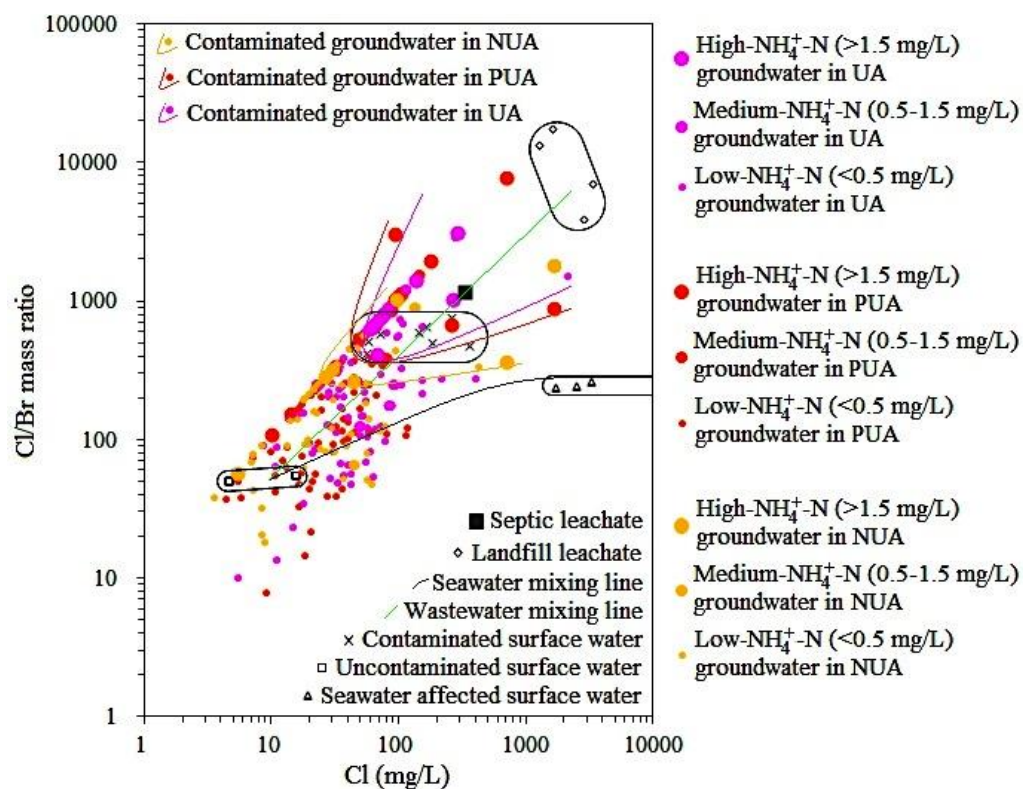 100000
10000
1000
100
10
1
Cl/Br mass ratio
1
10
100
1000
10000
Cl (mg/L)
Contaminated groundwater in NUA
Contaminated groundwater in PUA
Contaminated groundwater in UA
Septic leachate
Landfill leachate
Seawater mixing line
Wastewater mixing line
Contaminated surface water
Uncontaminated surface water
Seawater affected surface water
High-NH₄⁺-N (>1.5 mg/L)
groundwater in UA
Medium-NH₄⁺-N (0.5-1.5 mg/L)
groundwater in UA
Low-NH₄⁺-N (<0.5 mg/L)
groundwater in UA
High-NH₄⁺-N (>1.5 mg/L)
groundwater in PUA
Medium-NH₄⁺-N (0.5-1.5 mg/L)
groundwater in PUA
Low-NH₄⁺-N (<0.5 mg/L)
groundwater in PUA
High-NH₄⁺-N (>1.5 mg/L)
groundwater in NUA
Medium-NH₄⁺-N (0.5-1.5 mg/L)
groundwater in NUA
Low-NH₄⁺-N (<0.5 mg/L)
groundwater in NUA